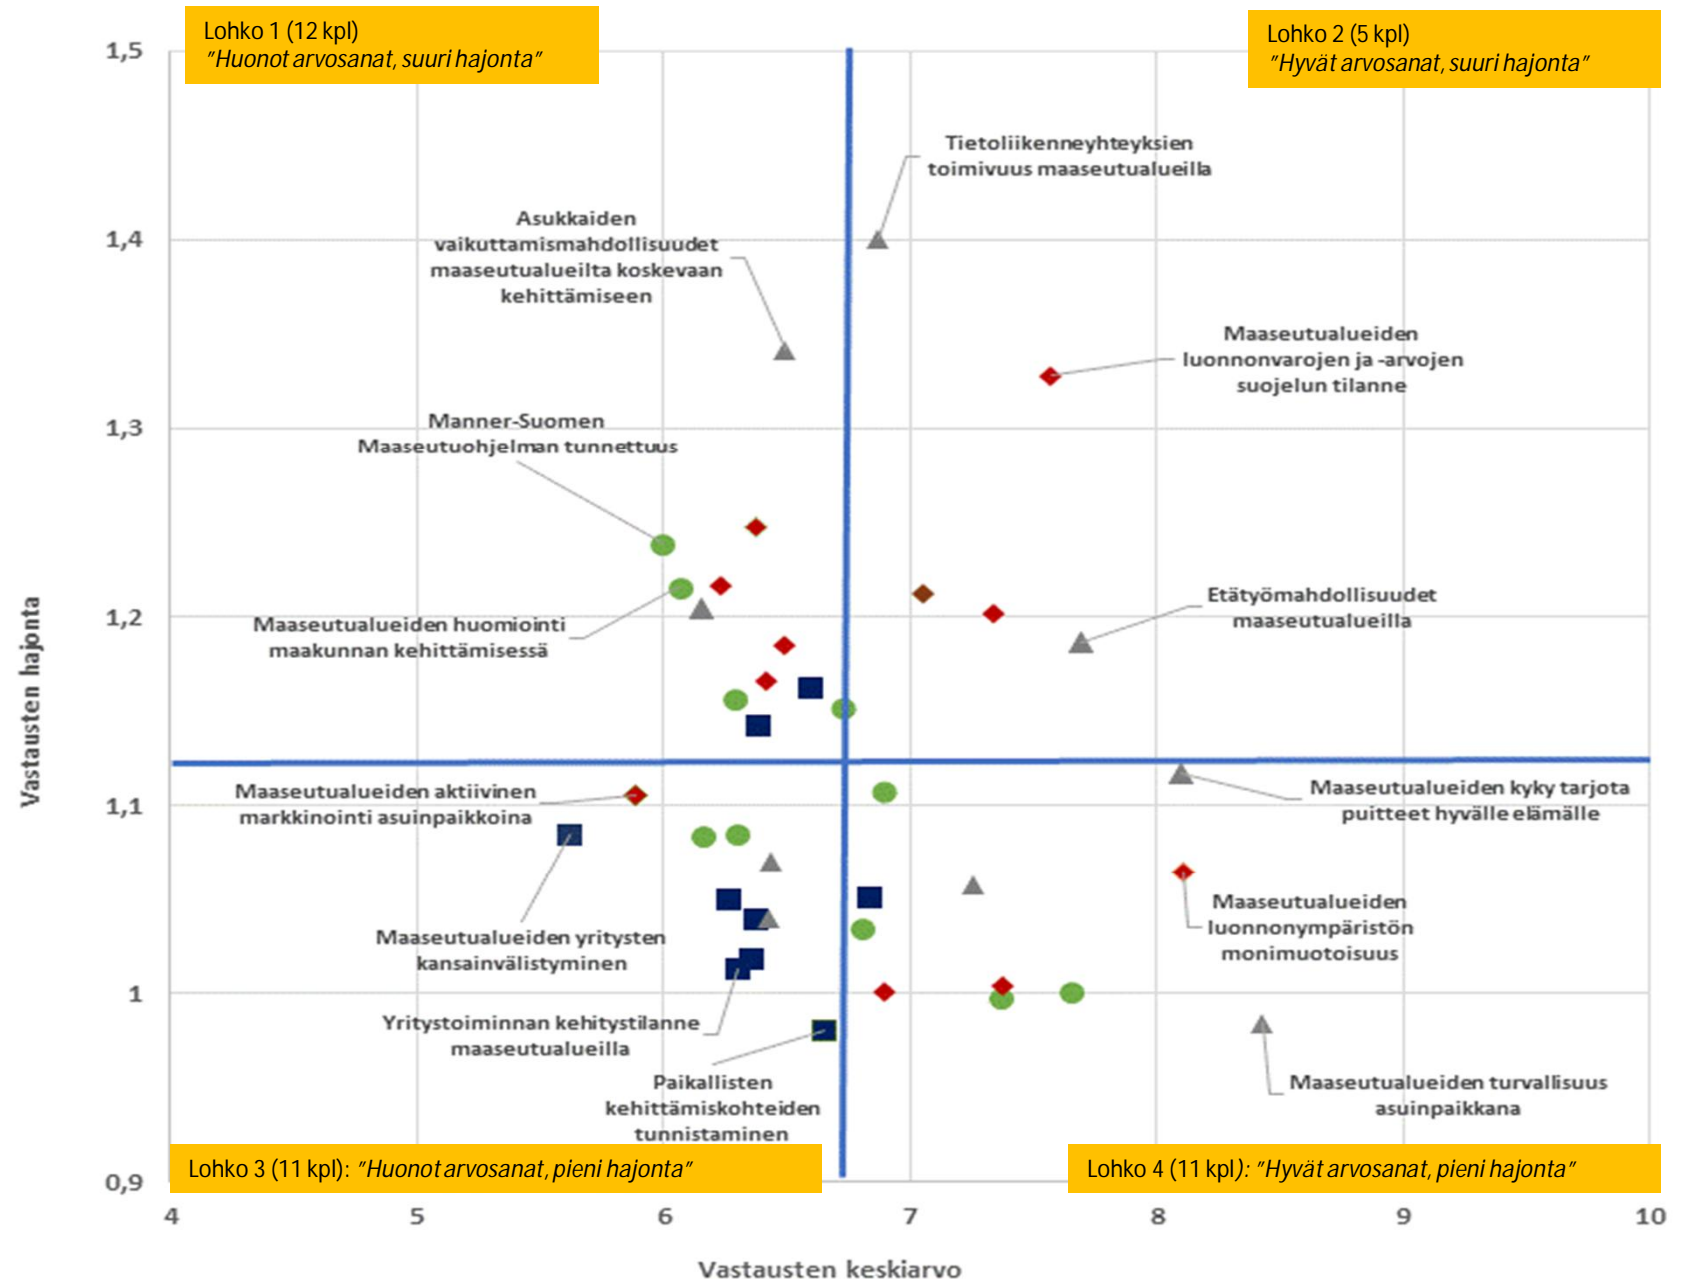 Lohko 1 (12 kpl)
"Huonot arvosanat, suuri hajonta"
Lohko 2 (5 kpl)
"Hyvät arvosanat, suuri hajonta"
1,5
1,4
1,3
1,2
1,1
1
0,9
Vastausten hajonta
Tietoliikenneyhteyksien
toimivuus maaseutualueilla
Asukkaiden
vaikuttamismahdollisuudet
maaseutualueilta koskevaan
kehittämiseen
Maaseutualueiden
luonnonvarojen ja -arvojen
suojelun tilanne
Manner-Suomen
Maaseutuohjelman tunnettuus
Etätyömahdollisuudet
maaseutualueilla
Maaseutualueiden huomiointi
maakunnan kehittämisessä
Maaseutualueiden aktiivinen
markkinointi asuinpaikkoina
Maaseutualueiden kyky tarjota
puitteet hyvälle elämälle
Maaseutualueiden
luonnonympäristön
monimuotoisuus
Maaseutualueiden yritysten
kansainvälistyminen
Yritystoiminnan kehitystilanne
maaseutualueilla
Paikallisten
kehittämiskohteiden
tunnistaminen
Maaseutualueiden turvallisuus
asuinpaikkana
Lohko 3 (11 kpl): "Huonot arvosanat, pieni hajonta"
Lohko 4 (11 kpl): "Hyvät arvosanat, pieni hajonta"
4 5 6 7 8 9 10
Vastausten keskiarvo